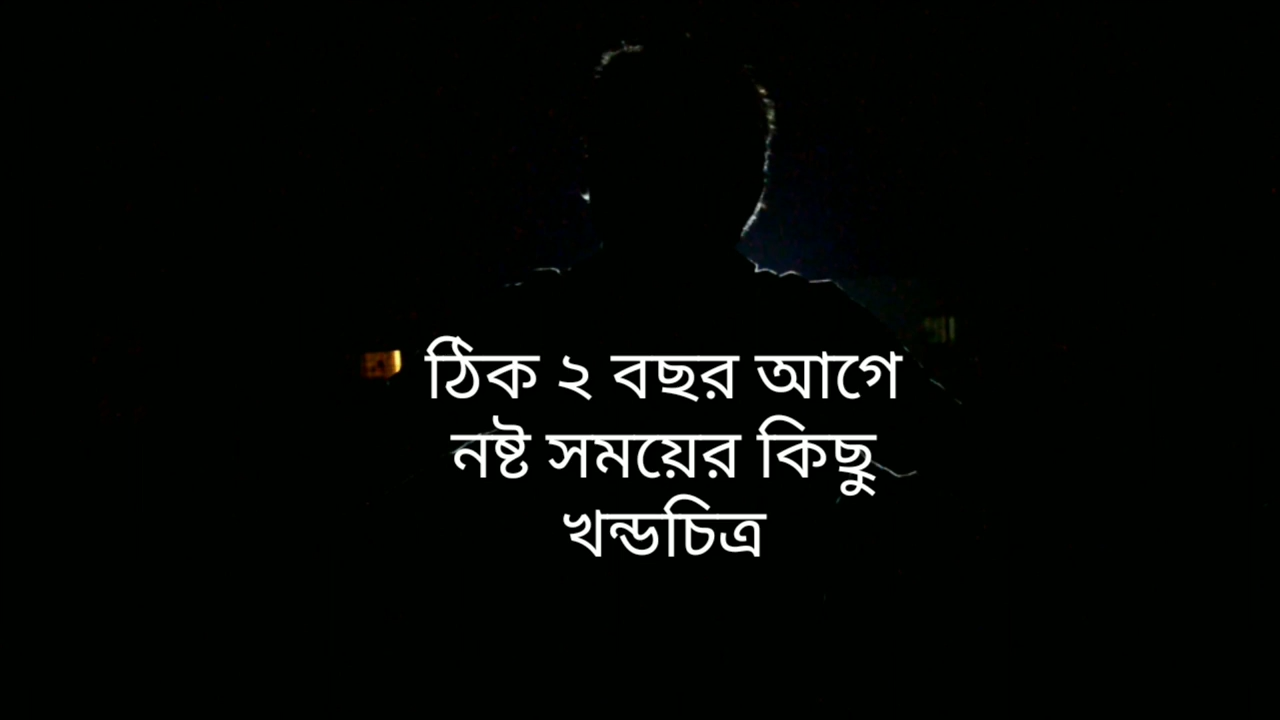 ঠিক ২ বছর আগে
নষ্ট সময়ের কিছু
খন্ডচিত্র